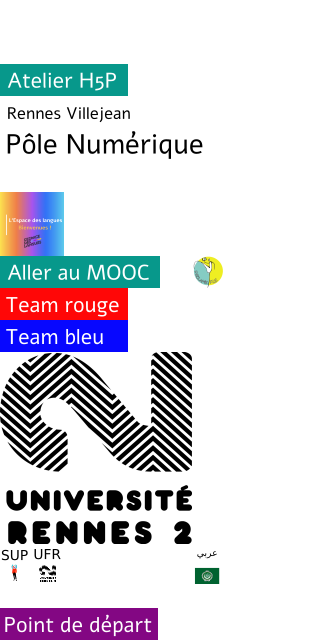 Atelier H5P
Rennes Villejean
Pôle Numérique
L'Espace des langues
Bienvenues !
Aller au MOOC
Team rouge
Team bleu
UNIVERSITÉ
RENNES 2
SUP UFR
عربي
Point de départ